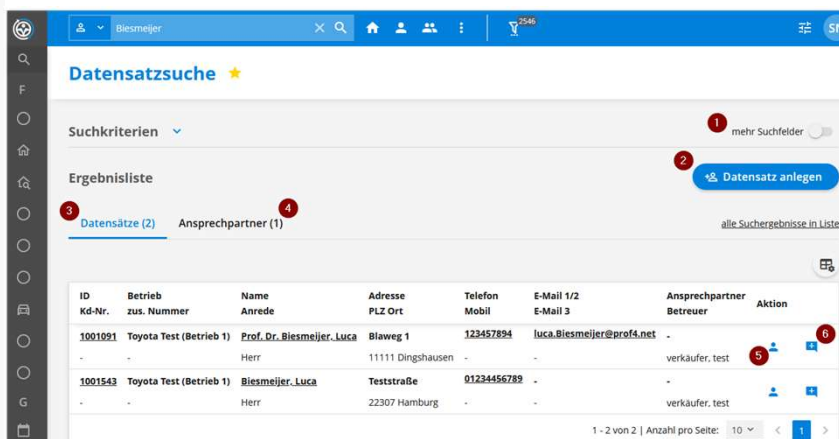 Biesmeijer
2546
SN
F
Datensatzsuche
Suchkriterien
1
mehr Suchfelder
2
Ergebnisliste
Datensatz anlegen
3
4
Datensätze (2) Ansprechpartner (1)
alle Suchergebnisse in Liste
ID Betrieb Name Adresse Telefon E-Mail 1/2 Ansprechpartner Aktion
Kd-Nr. zus. Nummer Anrede PLZ Ort Mobil E-Mail 3 Betreuer
1001091 Toyota Test (Betrieb 1) Prof. Dr. Biesmeijer, Luca Blaweg 1 123457894 luca.Biesmeijer@prof4.net - 5 6
- - Herr 11111 Dingshausen - - verkäufer, test
1001543 Toyota Test (Betrieb 1) Biesmeijer, Luca Teststraße 01234456789 - -
- - Herr 22307 Hamburg - - verkäufer, test
G
1 - 2 von 2 | Anzahl pro Seite: 10 < 1 >